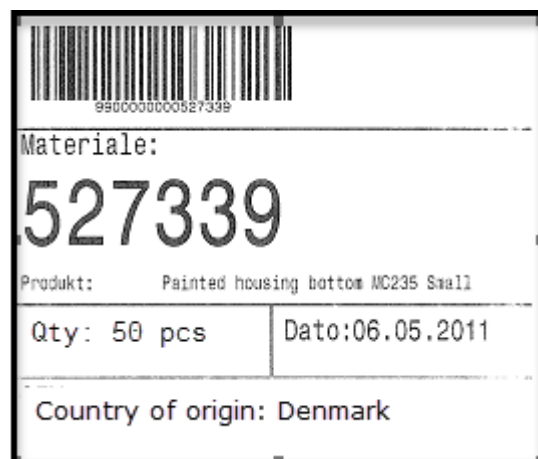 9900000000527339
Materiale:
527339
Produkt: Painted housing bottom MC235 Small
Qty: 50 pcs
Dato:06.05.2011
Country of origin: Denmark